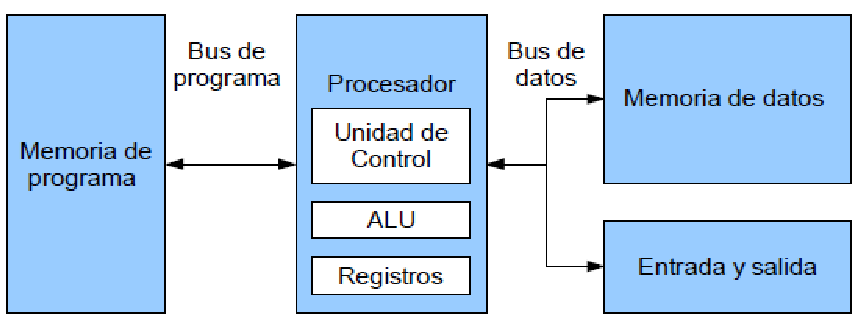 Memoria de
programa
Bus de
programa
Procesador
Unidad de
Control
ALU
Registros
Bus de
datos
Memoria de datos
Entrada y salida